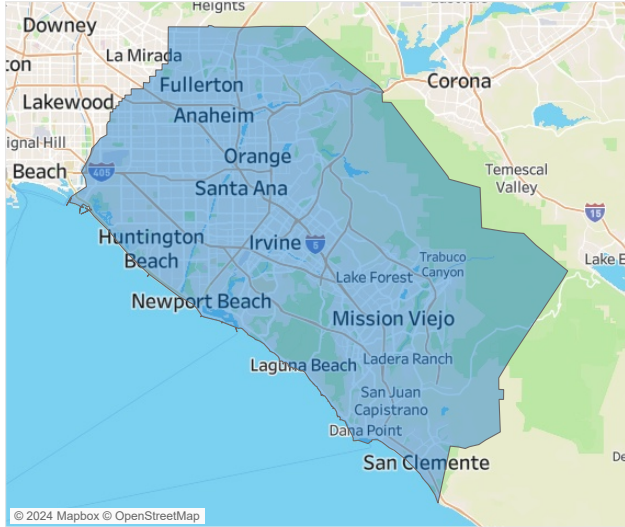 Heights
Downey
La Mirada
ton
Fullerton
Corona
Lakewood
Anaheim
ignal Hill
Orange
Beach
405
Temescal
Valley
Santa Ana
15
Huntington
Beach
Irvine
5
Trabuco
Canyon
Lake E
Lake Forest
Newport Beach
Mission Viejo
Laguna Beach
Ladera Ranch
San Juan
Capistrano
Dana Point
San Clemente
De
© 2024 Mapbox © OpenStreetMap